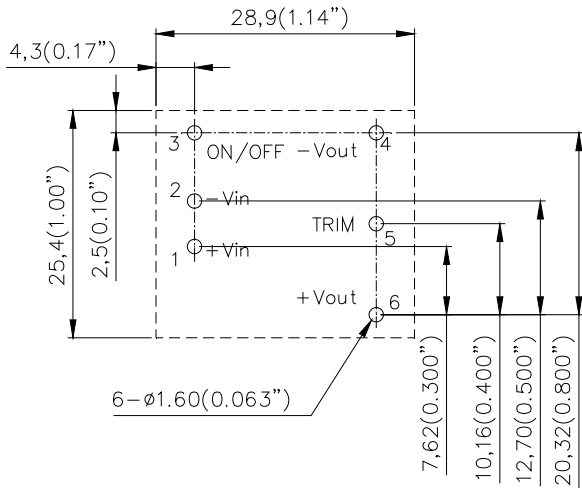 28,9(1.14”)
4,3(0.17”)
3
ON/OFF
-Vout
4
2
-Vin
TRIM
5
1
+Vin
+Vout
6
25,4(1.00”)
2,5(0.10”)
6-ø1.60(0.063”)
7,62(0.300”)
10,16(0.400”)
12,70(0.500”)
20,32(0.800”)